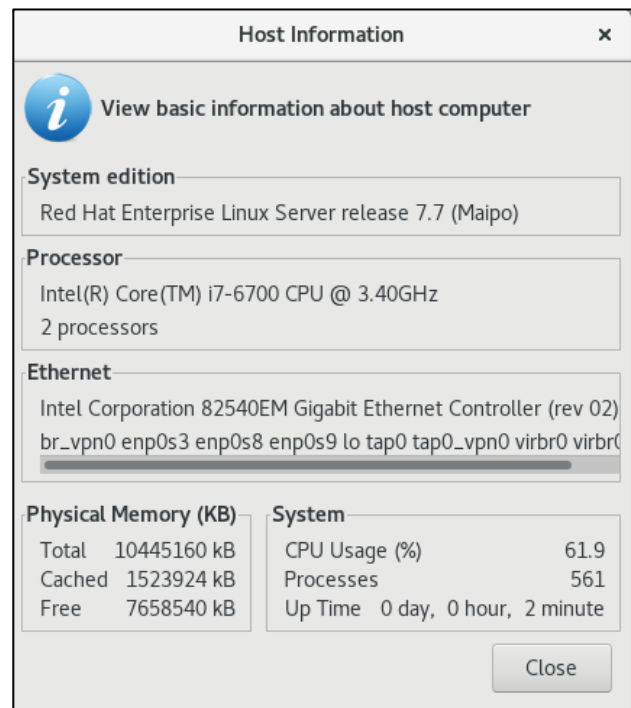 Host Information ×
i
View basic information about host computer
System edition
Red Hat Enterprise Linux Server release 7.7 (Maipo)
Processor
Intel(R) Core(TM) i7-6700 CPU @ 3.40GHz
2 processors
Ethernet
Intel Corporation 82540EM Gigabit Ethernet Controller (rev 02)
br_vpn0 enp0s3 enp0s8 enp0s9 lo tap0 tap0_vpn0 virbr0
Physical Memory (KB)
Total 10445160 kB
Cached 1523924 kB
Free 7658540 kB
System
CPU Usage (%) 61.9
Processes 561
Up Time 0 day, 0 hour, 2 minute
Close